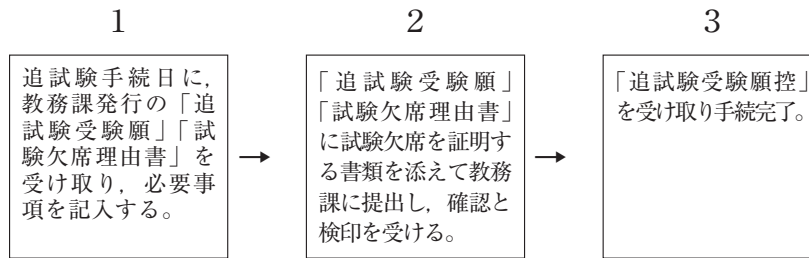 1
追試験手続日に,
教務課発行の「追
試験受験願」「試
験欠席理由書」を
受け取り, 必要事
項を記入する。
→
2
「追試験受験願」
「試験欠席理由書」
に試験欠席を証明す
る書類を添えて教務
課に提出し, 確認と
検印を受ける。
→
3
「追試験受験願控」
を受け取り手続完了。